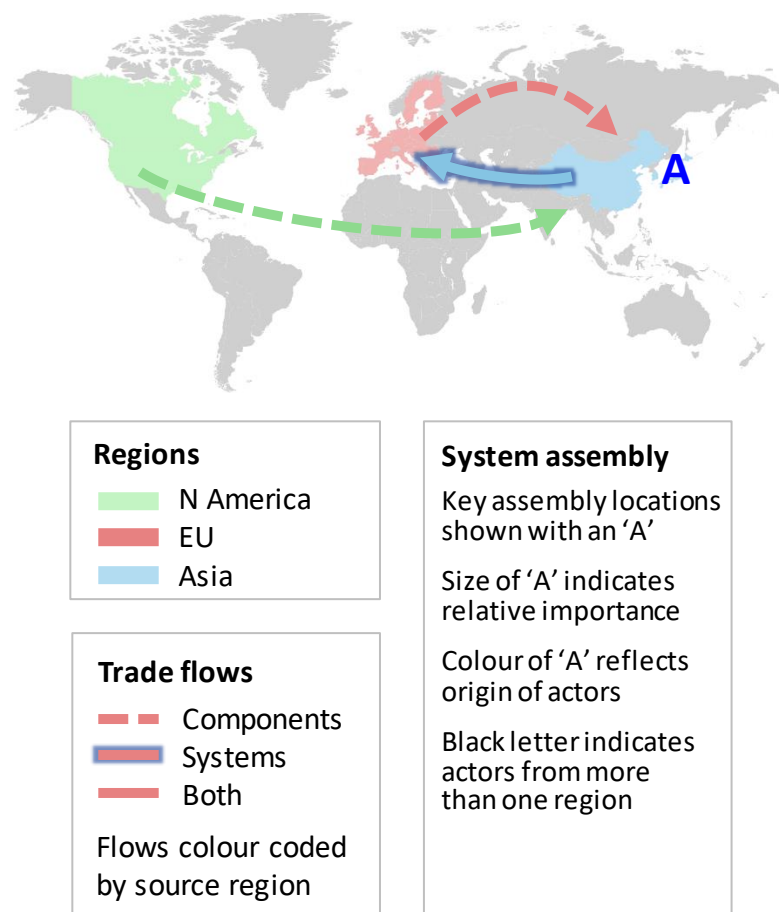 A
Regions
N America
EU
Asia
Trade flows
Components
Systems
Both
Flows colour coded
by source region
System assembly
Key assembly locations
shown with an ‘A’
Size of ‘A’ indicates
relative importance
Colour of ‘A’ reflects
origin of actors
Black letter indicates
actors from more
than one region